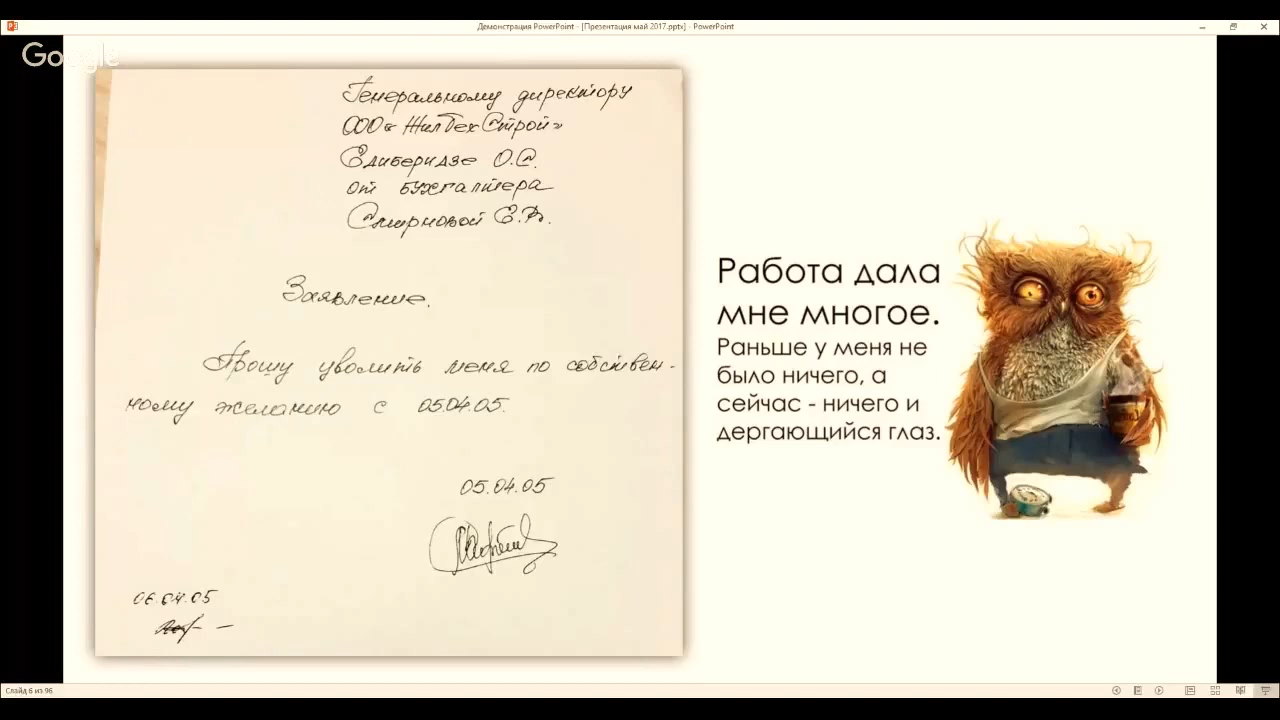 Демонстрация PowerPoint - [Презентация май 2017.pptx] - PowerPoint
Google
Генеральному директору
ООО «ЖилТехСтрой»
Едиберидзе О.С.
от бухгалтера
Смирновой Е.В.
Заявление.
Прошу уволить меня по собствен-
ному желанию с 05.04.05.
05.04.05
06.04.05
Работа дала
мне многое.
Раньше у меня не
было ничего, а
сейчас - ничего и
дергающийся глаз.
Слайд 6 из 96